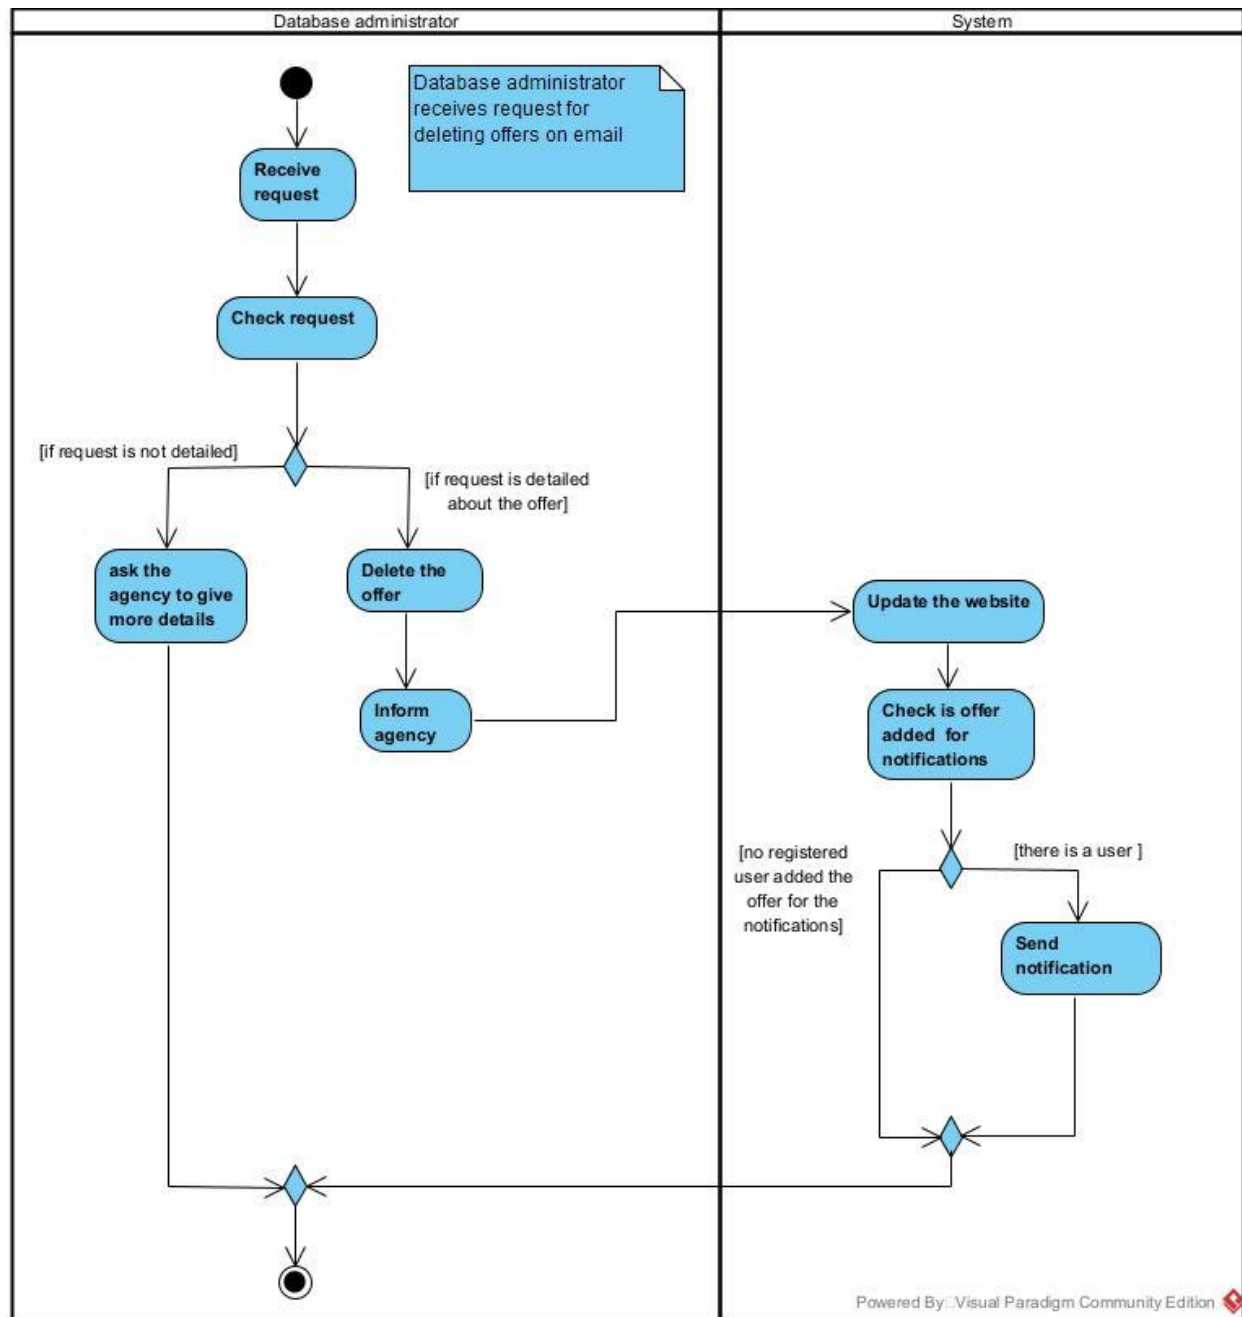 Database administrator
System
Database administrator
receives request for
deleting offers on email
Receive
request
Check request
[if request is not detailed]
[if request is detailed
about the offer]
ask the
agency to give
more details
Delete the
offer
Update the website
Inform
agency
Check is offer
added for
notifications
[no registered
user added the
offer for the
notifications]
[there is a user ]
Send
notification
Powered By Visual Paradigm Community Edition